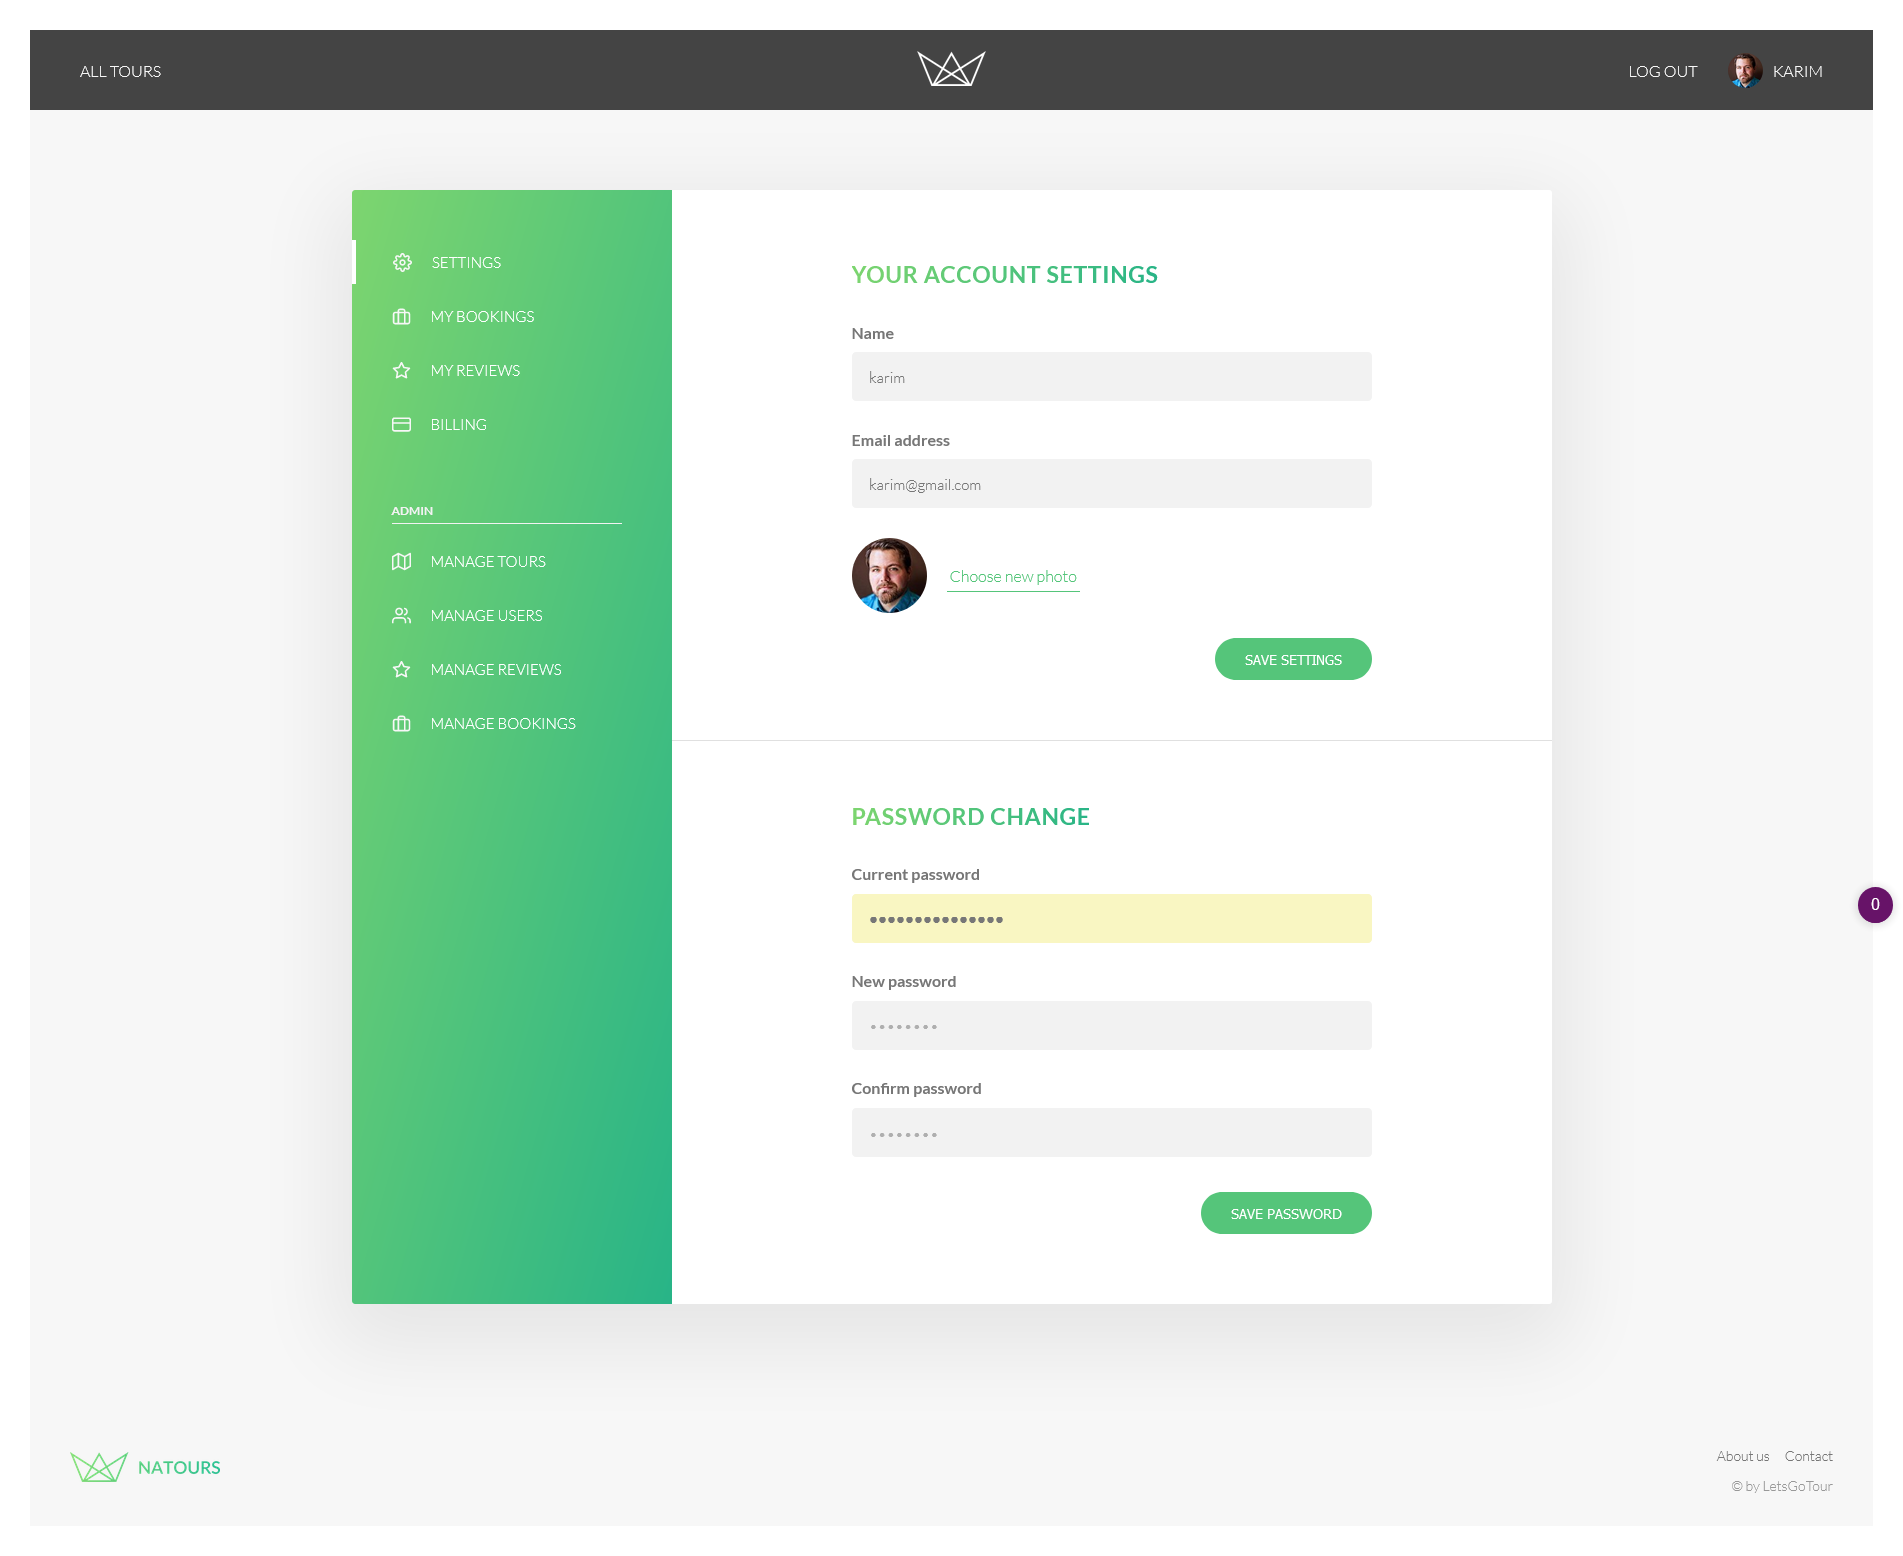 ALL TOURS
LOG OUT
KARIM
SETTINGS
MY BOOKINGS
MY REVIEWS
BILLING
ADMIN
MANAGE TOURS
MANAGE USERS
MANAGE REVIEWS
MANAGE BOOKINGS
YOUR ACCOUNT SETTINGS
Name
karim
Email address
karim@gmail.com
Choose new photo
SAVE SETTINGS
PASSWORD CHANGE
Current password
•••••••••••••••
New password
••••••••
Confirm password
••••••••
SAVE PASSWORD
0
NATOURS
About us Contact
© by LetsGoTour